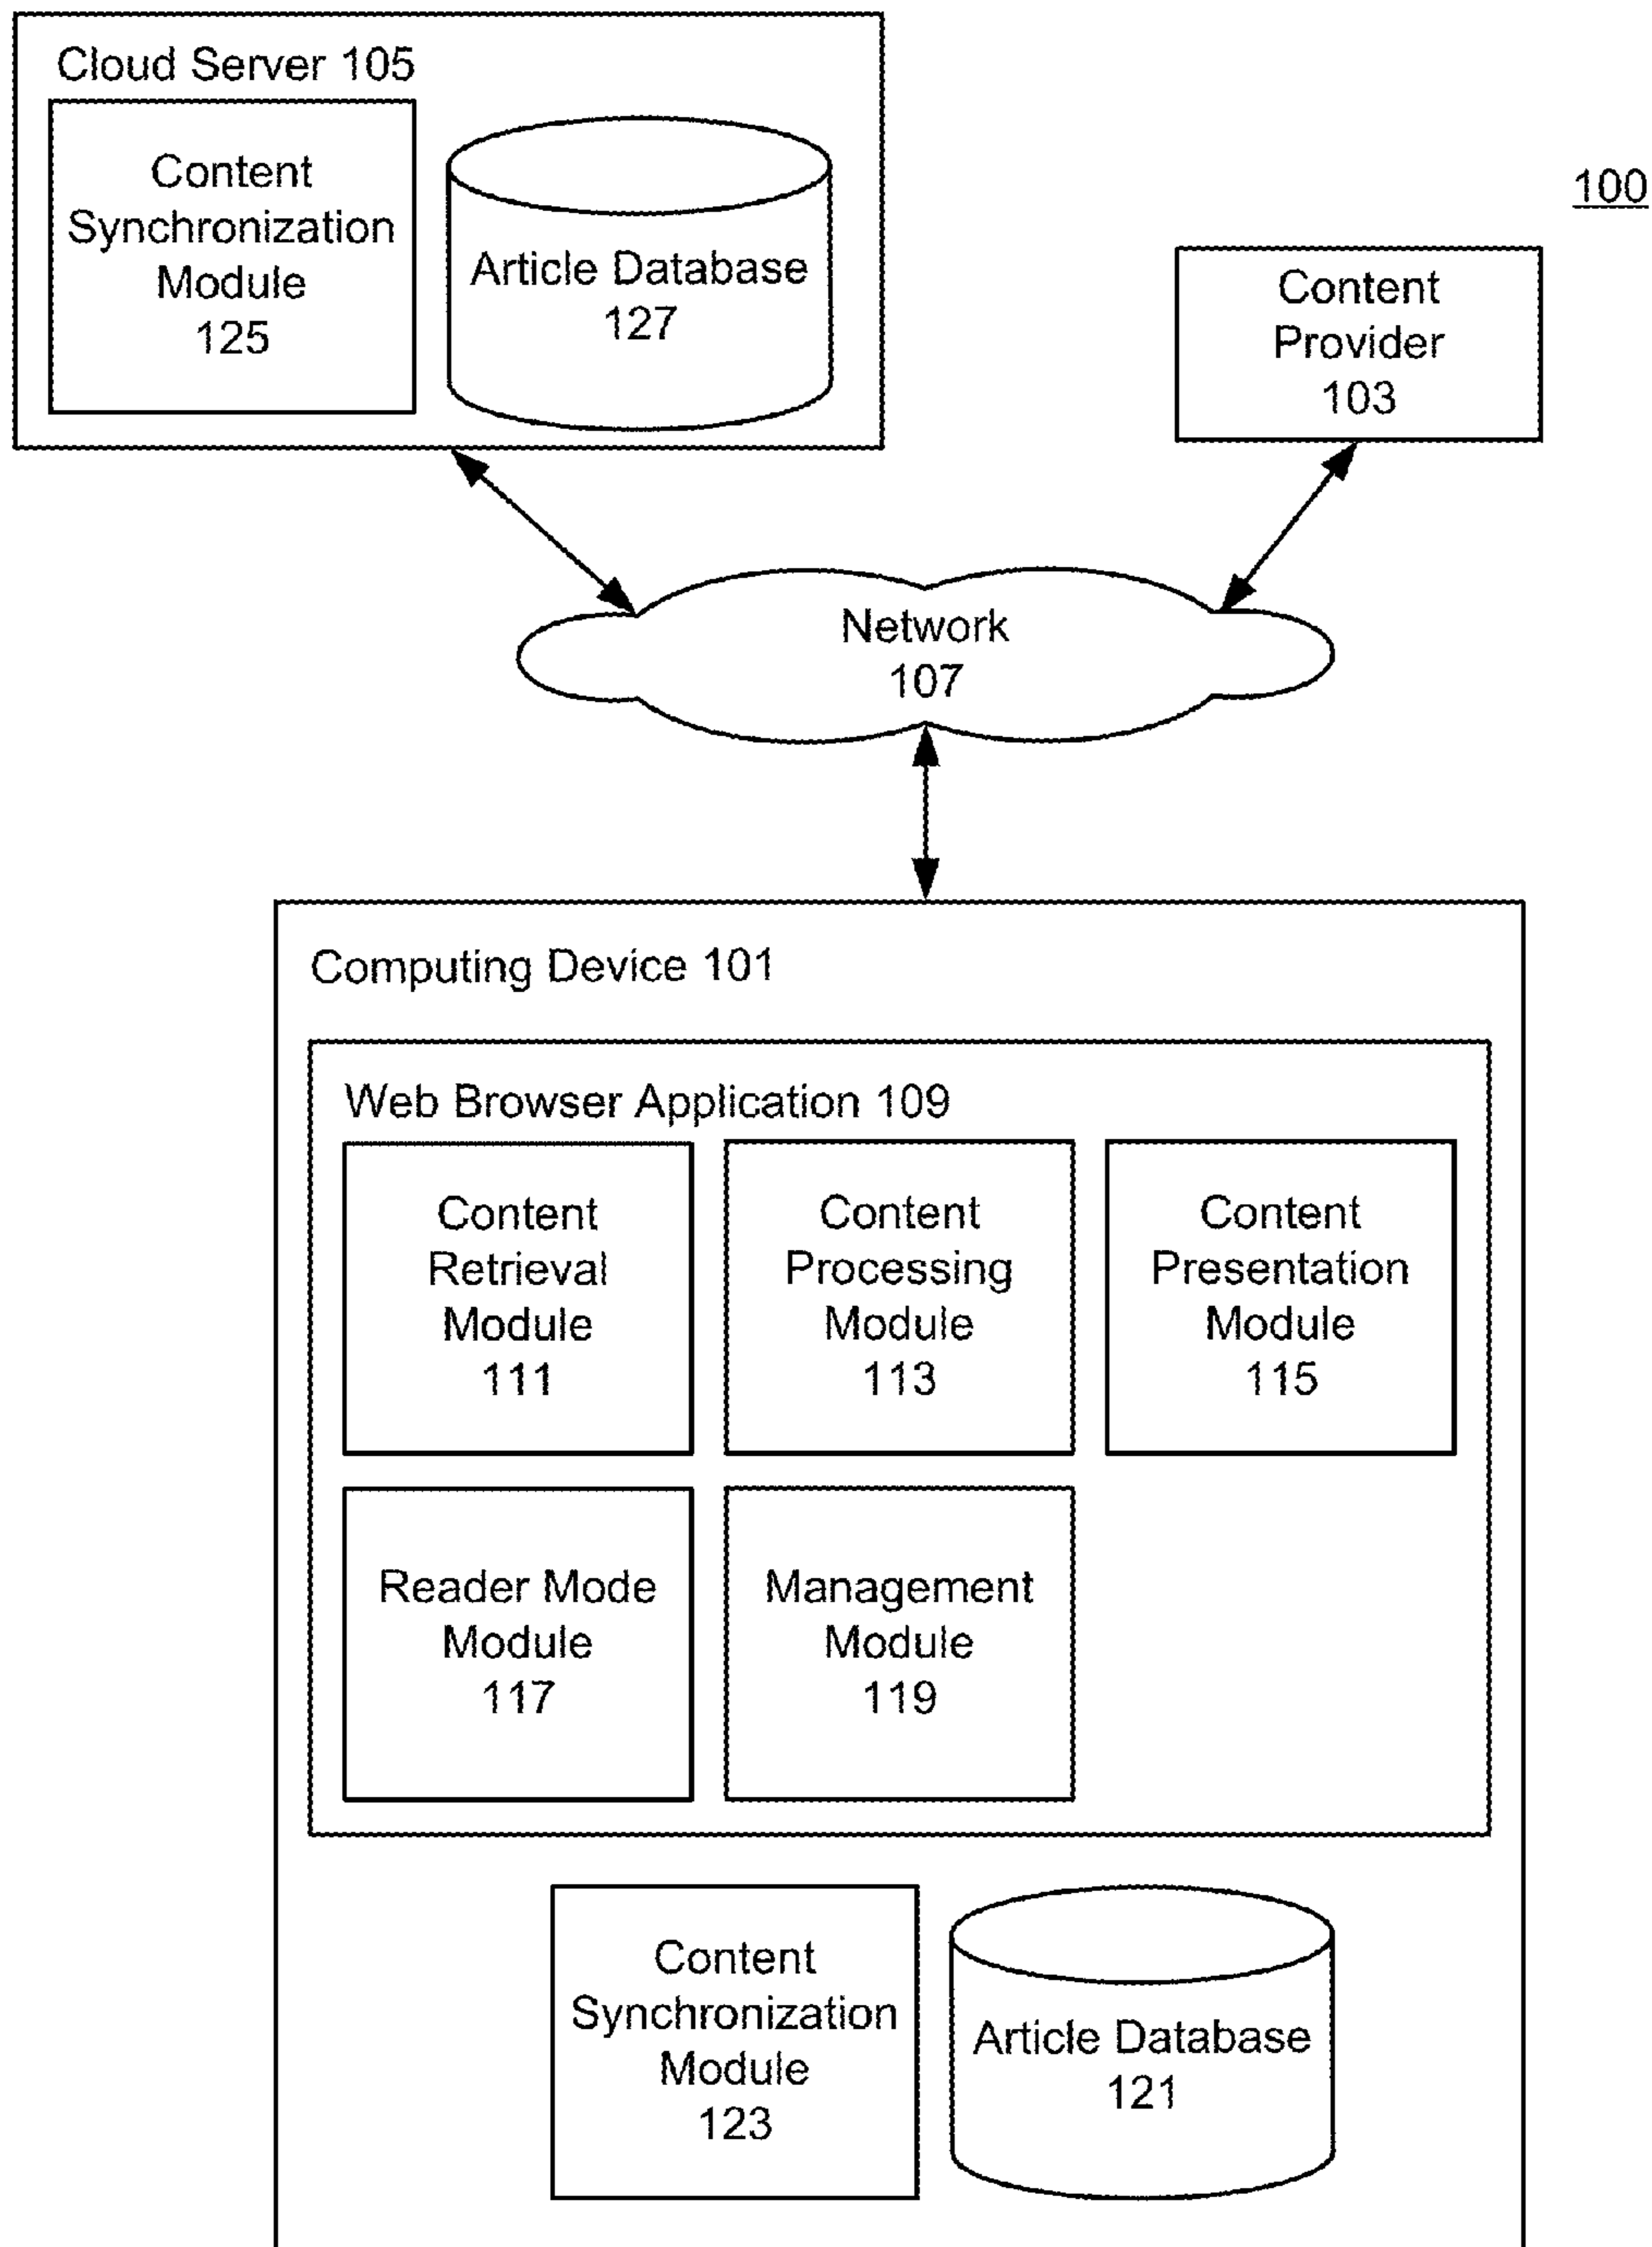 Cloud Server 105
Content
Synchronization
Module
125
Article Database
127
100
Content
Provider
103
Network
107
Computing Device 101
Web Browser Application 109
Content
Retrieval
Module
111
Content
Processing
Module
113
Content
Presentation
Module
115
Reader Mode
Module
117
Management
Module
119
Content
Synchronization
Module
123
Article Database
121